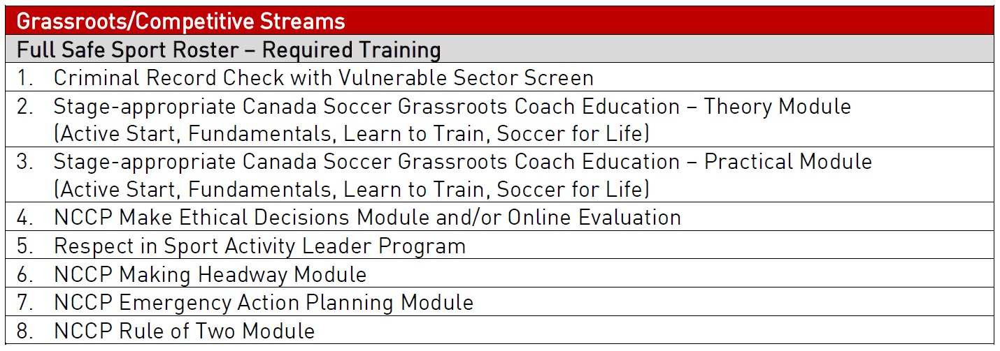 Grassroots/Competitive Streams
Full Safe Sport Roster – Required Training
1. Criminal Record Check with Vulnerable Sector Screen
2. Stage-appropriate Canada Soccer Grassroots Coach Education – Theory Module
(Active Start, Fundamentals, Learn to Train, Soccer for Life)
3. Stage-appropriate Canada Soccer Grassroots Coach Education – Practical Module
(Active Start, Fundamentals, Learn to Train, Soccer for Life)
4. NCCP Make Ethical Decisions Module and/or Online Evaluation
5. Respect in Sport Activity Leader Program
6. NCCP Making Headway Module
7. NCCP Emergency Action Planning Module
8. NCCP Rule of Two Module